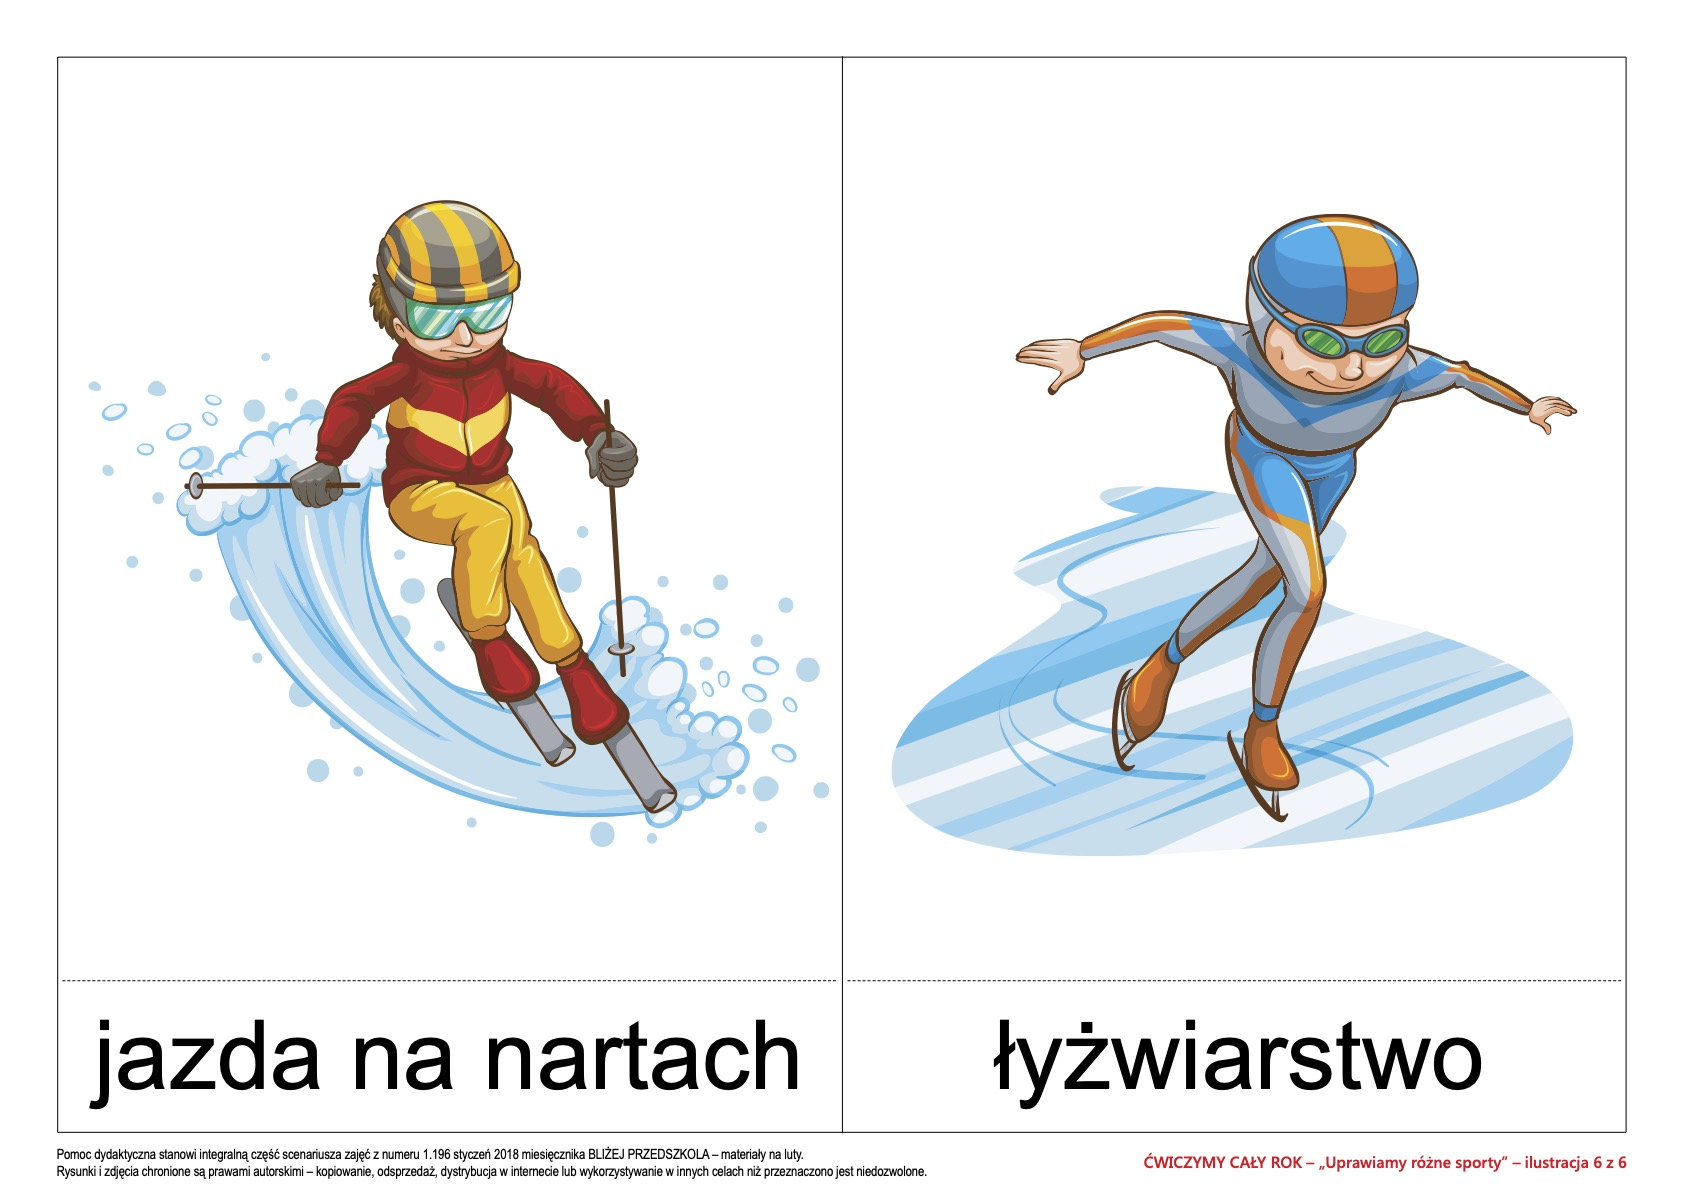 jazda na nartach
łyżwiarstwo
Pomoc dydaktyczna stanowi integralną część scenariusza zajęć z numeru 1.196 styczeń 2018 miesięcznika BLIŻEJ PRZEDSZKOLA – materiały na luty.
Rysunki i zdjęcia chronione są prawami autorskimi – kopiowanie, odsprzedaż, dystrybucja w internecie lub wykorzystywanie w innych celach niż przeznaczono jest niedozwolone.
ĆWICZYMY CAŁY ROK – „Uprawiamy różne sporty” – ilustracja 6 z 6